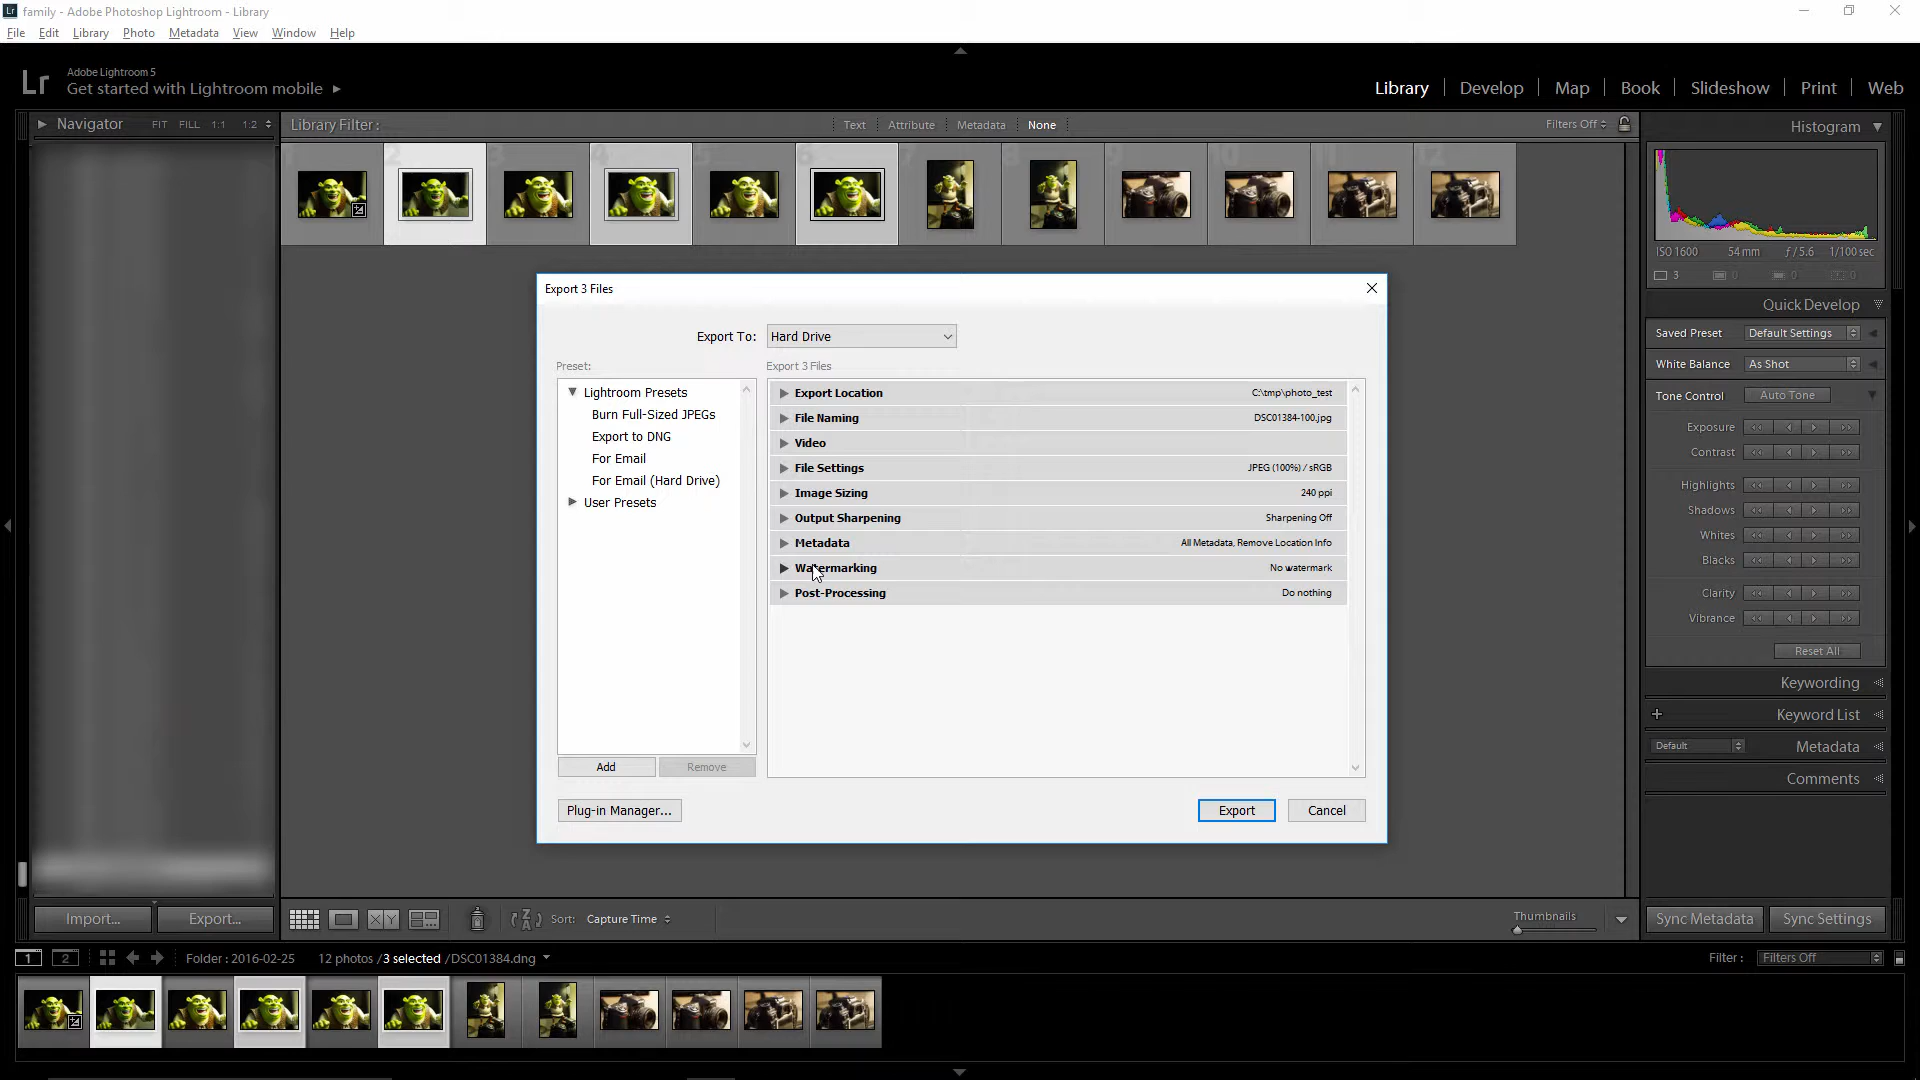 family - Adobe Photoshop Lightroom - Library
File Edit Library Photo Metadata View Window Help
Lr
Adobe Lightroom 5
Get started with Lightroom mobile
Library Develop Map Book Slideshow Print Web
Navigator FIT FILL 1:1 1:2
Library Filter : Text Attribute Metadata None Filters Off
Histogram
ISO 1600 54 mm ƒ / 5.6 1/100 sec
3 0 0 0
Quick Develop
Saved Preset Default Settings
White Balance As Shot
Tone Control Auto Tone
Exposure
Contrast
Highlights
Shadows
Whites
Blacks
Clarity
Vibrance
Reset All
Keywording
Keyword List
Default Metadata
Comments
Export 3 Files
Export To: Hard Drive
Preset: Export 3 Files
Lightroom Presets
Burn Full-Sized JPEGs
Export to DNG
For Email
For Email (Hard Drive)
User Presets
Export Location C:\tmp\photo_test
File Naming DSC01384-100.jpg
Video
File Settings JPEG (100%) / sRGB
Image Sizing 240 ppi
Output Sharpening Sharpening Off
Metadata All Metadata, Remove Location Info
Watermarking No watermark
Post-Processing Do nothing
Add Remove
Plug-in Manager... Export Cancel
Import... Export... XY Sort: Capture Time Thumbnails Sync Metadata Sync Settings
1 2 Folder : 2016-02-25 12 photos / 3 selected / DSC01384.dng Filter : Filters Off